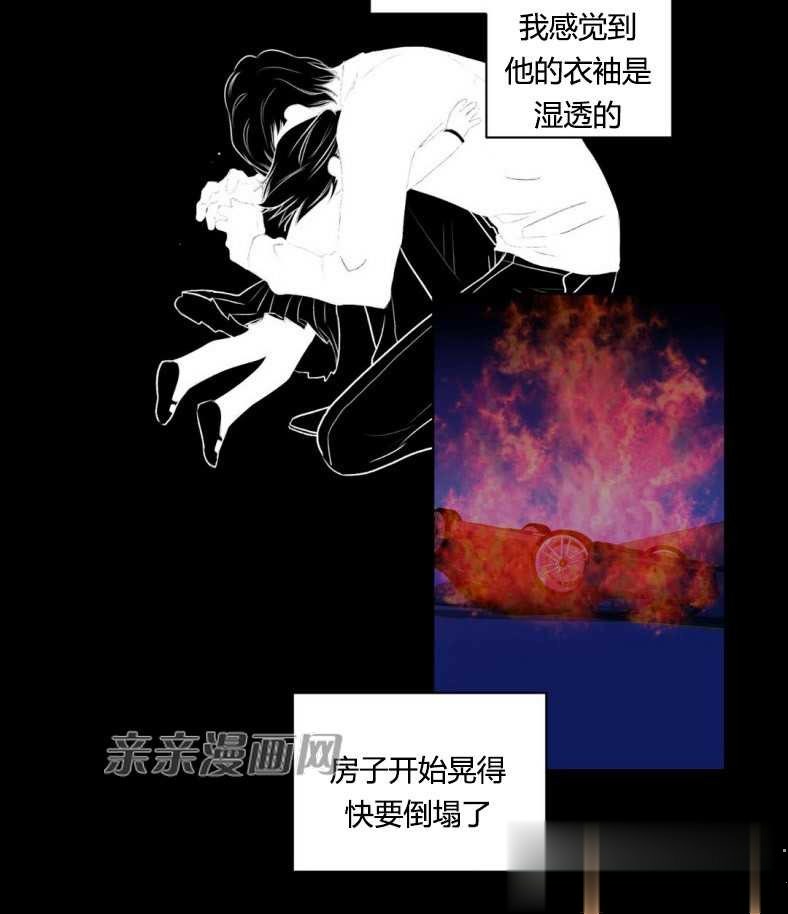 我感觉到
他的衣袖是
湿透的
亲亲漫画网
房子开始晃得
快要倒塌了